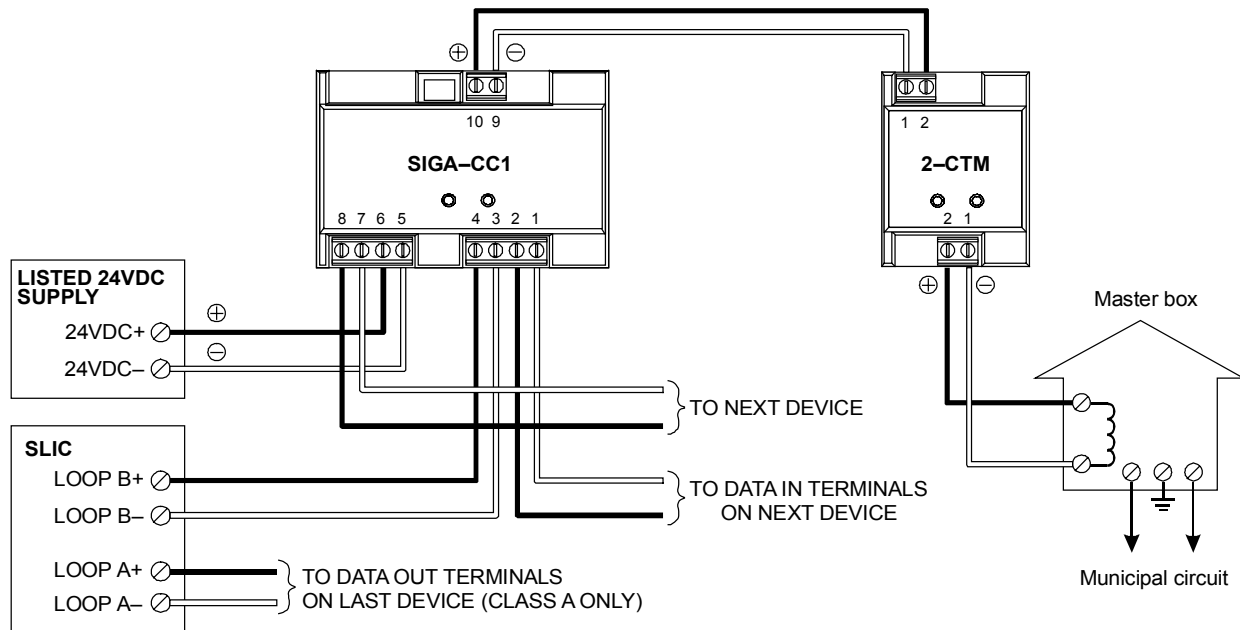 ⊕ ⊖
10 9
SIGA–CC1
8 7 6 5 4 3 2 1
1 2
2–CTM
2 1
⊕ ⊖
LISTED 24VDC
SUPPLY
24VDC+ ⊕
24VDC– ⊖
TO NEXT DEVICE
SLIC
LOOP B+
LOOP B–
TO DATA IN TERMINALS
ON NEXT DEVICE
LOOP A+
LOOP A–
TO DATA OUT TERMINALS
ON LAST DEVICE (CLASS A ONLY)
Master box
Municipal circuit